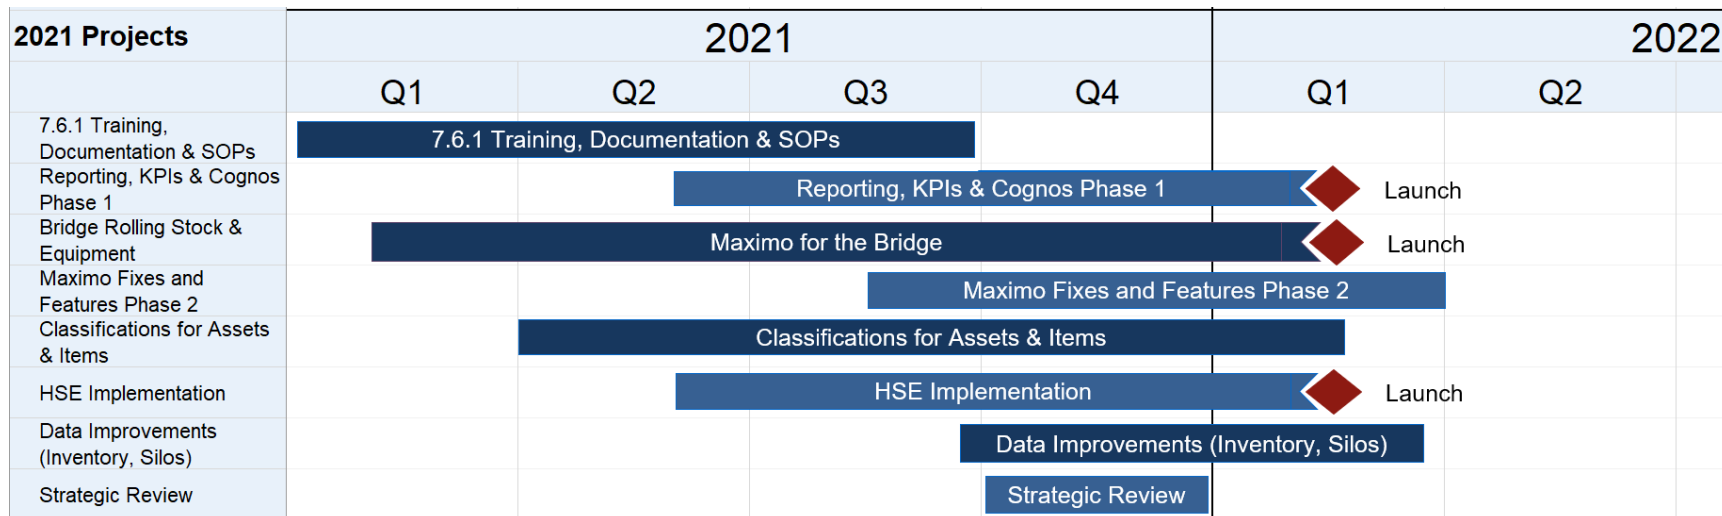 2021 Projects
2021
2022
Q1
Q2
Q3
Q4
Q1
Q2
7.6.1 Training,
Documentation & SOPs
7.6.1 Training, Documentation & SOPs
Reporting, KPIs & Cognos
Phase 1
Reporting, KPIs & Cognos Phase 1
Launch
Bridge Rolling Stock &
Equipment
Maximo for the Bridge
Launch
Maximo Fixes and
Features Phase 2
Maximo Fixes and Features Phase 2
Classifications for Assets
& Items
Classifications for Assets & Items
HSE Implementation
HSE Implementation
Launch
Data Improvements
(Inventory, Silos)
Data Improvements (Inventory, Silos)
Strategic Review
Strategic Review